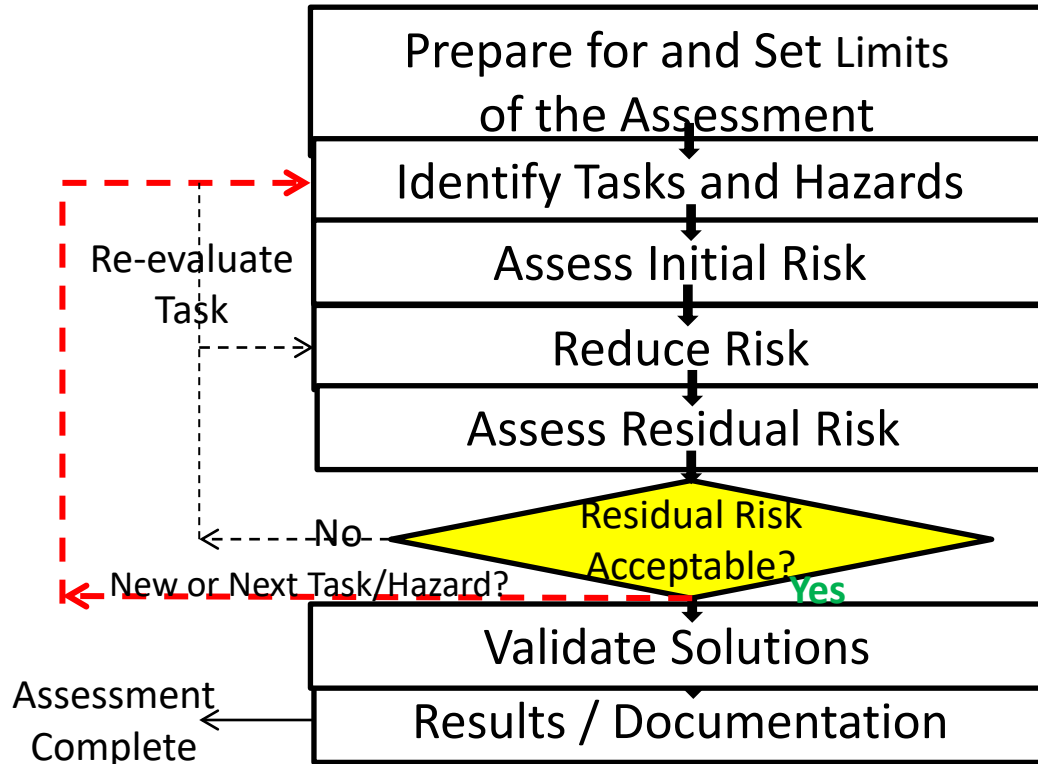 Prepare for and Set Limits
of the Assessment
Identify Tasks and Hazards
Re-evaluate
Task
Assess Initial Risk
Reduce Risk
Assess Residual Risk
No
Residual Risk
Acceptable?
New or Next Task/Hazard?
Yes
Validate Solutions
Assessment
Complete
Results / Documentation